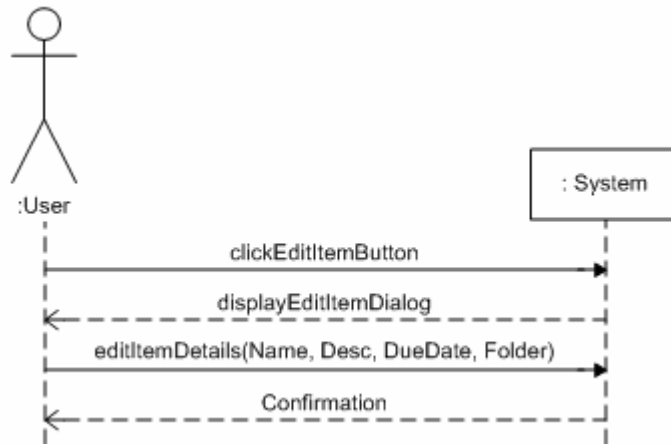 : System
:User
clickEditItemButton
displayEditItemDialog
editItemDetails(Name, Desc, DueDate, Folder)
Confirmation